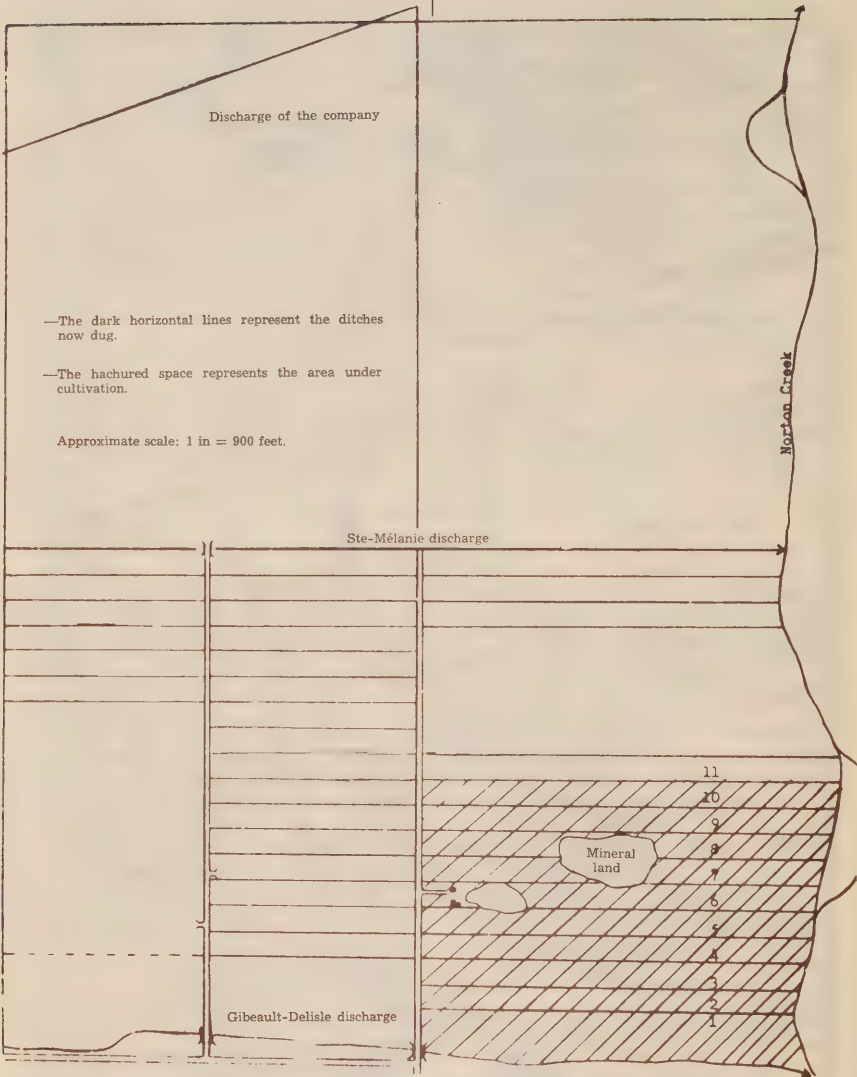 Discharge of the company
—The dark horizontal lines represent the ditches
now dug.
—The hachured space represents the area under
cultivation.
Approximate scale: 1 in = 900 feet.
Norton Creek
Ste-Mélanie discharge
11
10
9
8
Mineral
land
7
6
5
4
3
2
1
Gibeault-Delisle discharge